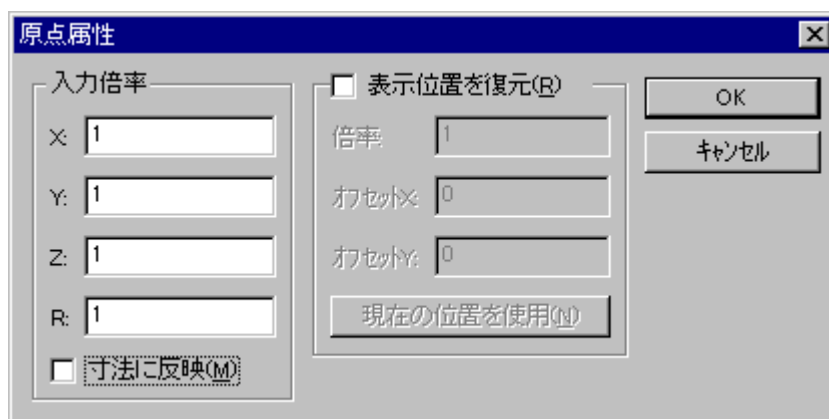 原点属性
入力倍率
X: 1
Y: 1
Z: 1
R: 1
寸法に反映(M)
表示位置を復元(R)
倍率: 1
オフセットX: 0
オフセットY: 0
現在の位置を使用(N)
OK
キャンセル